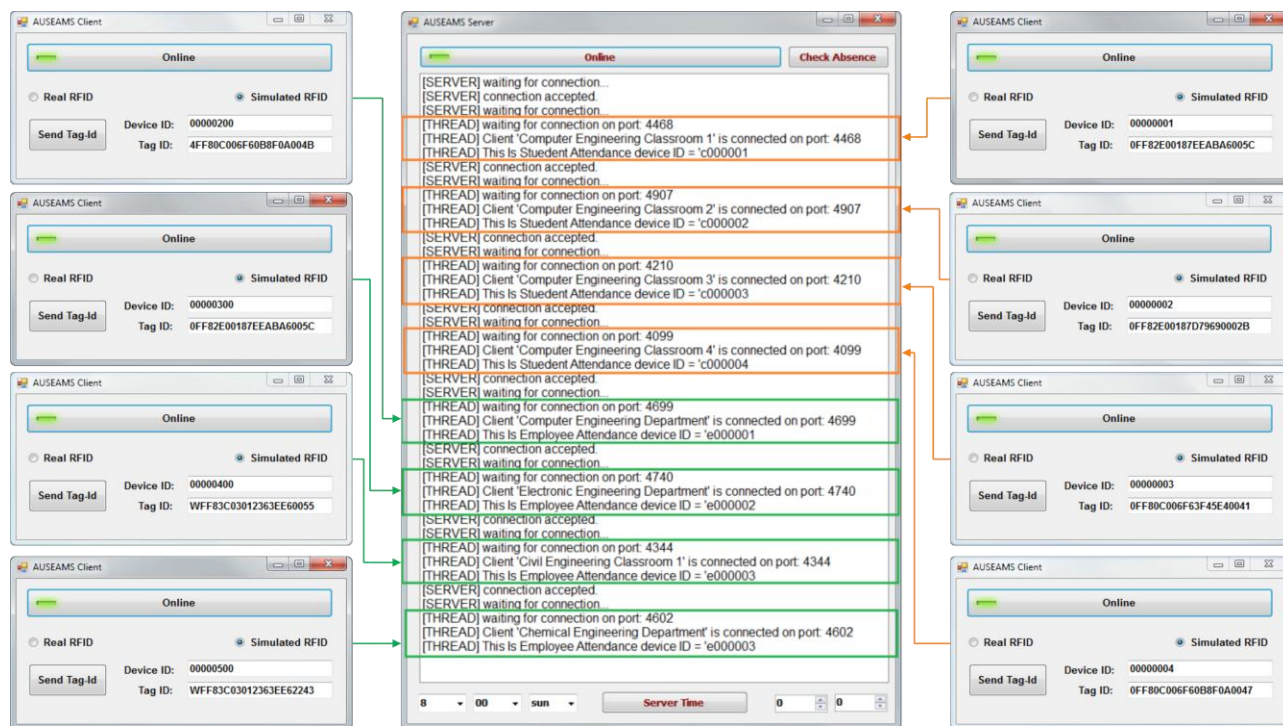 AUSEAMS Client
Online
Real RFID
Simulated RFID
Send Tag-Id
Device ID: 00000200
Tag ID: 4FF80C006F60B8F0A004B
AUSEAMS Client
Online
Real RFID
Simulated RFID
Send Tag-Id
Device ID: 00000300
Tag ID: 0FF82E00187EEABA6005C
AUSEAMS Client
Online
Real RFID
Simulated RFID
Send Tag-Id
Device ID: 00000400
Tag ID: WFF83C03012363EE60055
AUSEAMS Client
Online
Real RFID
Simulated RFID
Send Tag-Id
Device ID: 00000500
Tag ID: WFF83C03012363EE62243
AUSEAMS Server
Online
Check Absence
[SERVER] waiting for connection...
[SERVER] connection accepted.
[SERVER] waiting for connection...
[THREAD] waiting for connection on port: 4468
[THREAD] Client 'Computer Engineering Classroom 1' is connected on port: 4468
[THREAD] This Is Stuedent Attendance device ID = 'c000001
[SERVER] connection accepted.
[SERVER] waiting for connection...
[THREAD] waiting for connection on port: 4907
[THREAD] Client 'Computer Engineering Classroom 2' is connected on port: 4907
[THREAD] This Is Stuedent Attendance device ID = 'c000002
[SERVER] connection accepted.
[SERVER] waiting for connection...
[THREAD] waiting for connection on port: 4210
[THREAD] Client 'Computer Engineering Classroom 3' is connected on port: 4210
[THREAD] This Is Stuedent Attendance device ID = 'c000003
[SERVER] connection accepted.
[SERVER] waiting for connection...
[THREAD] waiting for connection on port: 4099
[THREAD] Client 'Computer Engineering Classroom 4' is connected on port: 4099
[THREAD] This Is Stuedent Attendance device ID = 'c000004
[SERVER] connection accepted.
[SERVER] waiting for connection...
[THREAD] waiting for connection on port: 4699
[THREAD] Client 'Computer Engineering Department' is connected on port: 4699
[THREAD] This Is Employee Attendance device ID = 'e000001
[SERVER] connection accepted.
[SERVER] waiting for connection...
[THREAD] waiting for connection on port: 4740
[THREAD] Client 'Electronic Engineering Department' is connected on port: 4740
[THREAD] This Is Employee Attendance device ID = 'e000002
[SERVER] connection accepted.
[SERVER] waiting for connection...
[THREAD] waiting for connection on port: 4344
[THREAD] Client 'Civil Engineering Classroom 1' is connected on port: 4344
[THREAD] This Is Employee Attendance device ID = 'e000003
[SERVER] connection accepted.
[SERVER] waiting for connection...
[THREAD] waiting for connection on port: 4602
[THREAD] Client 'Chemical Engineering Department' is connected on port: 4602
[THREAD] This Is Employee Attendance device ID = 'e000003
8 00 sun Server Time 0 0
AUSEAMS Client
Online
Real RFID
Simulated RFID
Send Tag-Id
Device ID: 00000001
Tag ID: 0FF82E00187EEABA6005C
AUSEAMS Client
Online
Real RFID
Simulated RFID
Send Tag-Id
Device ID: 00000002
Tag ID: 0FF82E00187D79690002B
AUSEAMS Client
Online
Real RFID
Simulated RFID
Send Tag-Id
Device ID: 00000003
Tag ID: 0FF80C006F63F45E40041
AUSEAMS Client
Online
Real RFID
Simulated RFID
Send Tag-Id
Device ID: 00000004
Tag ID: 0FF80C006F60B8F0A0047